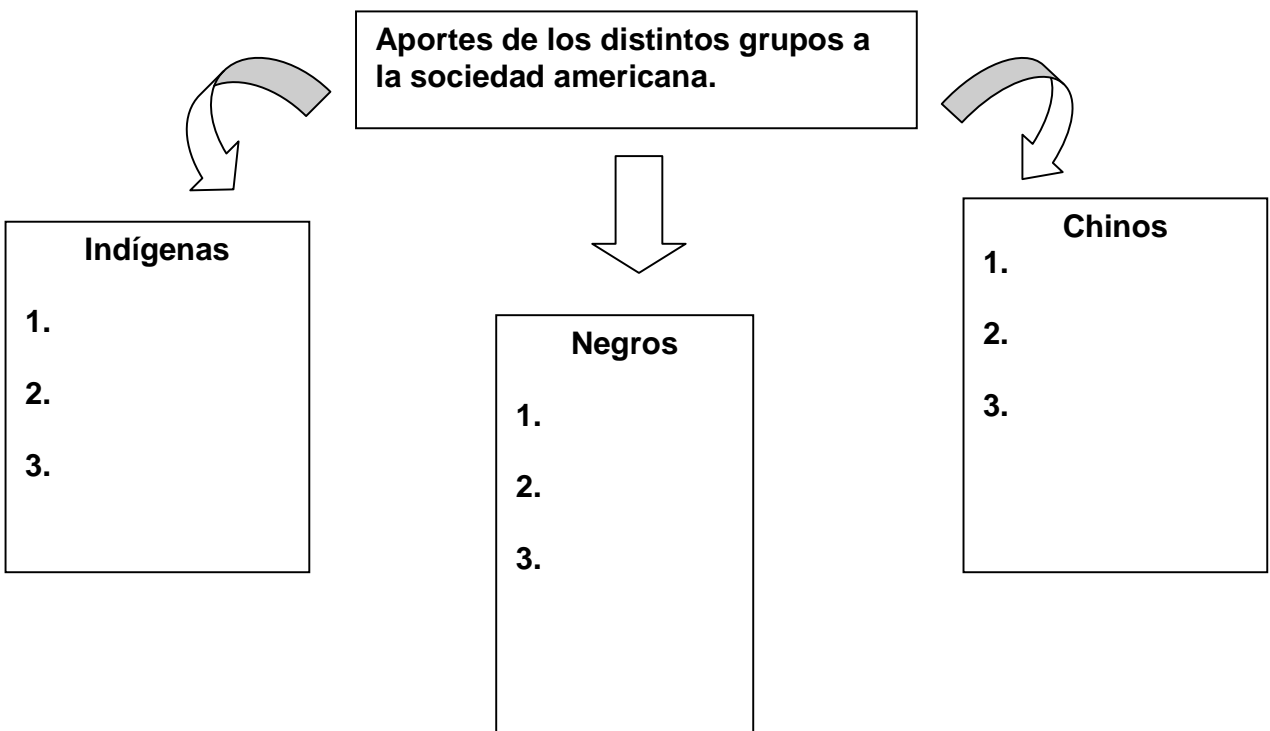 Aportes de los distintos grupos a
la sociedad americana.
Indígenas
1.
2.
3.
Negros
1.
2.
3.
Chinos
1.
2.
3.